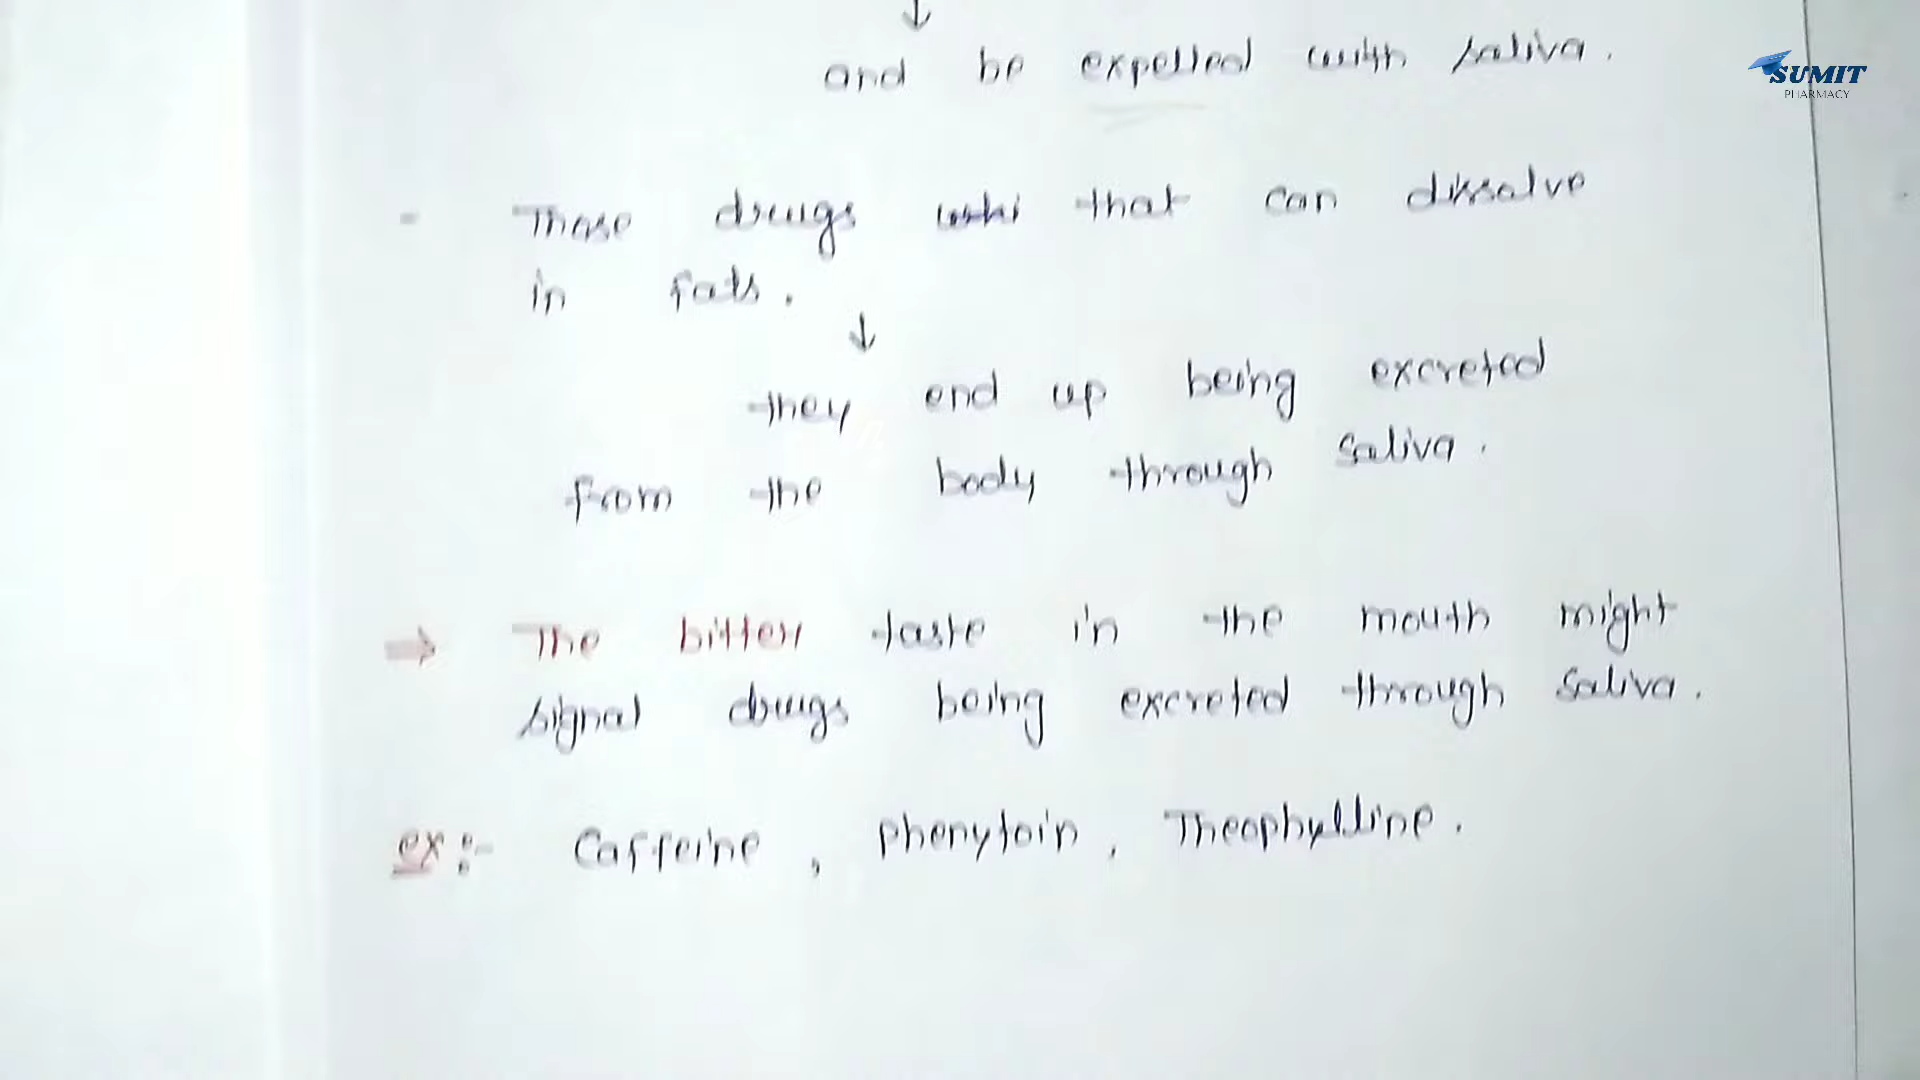 ↓
and be expelled with saliva.
SUMIT
PHARMACY
- Those drugs whi that can dissolve
in fats.
↓
they end up being excreted
from the body through saliva.
⇒ The bitter taste in the mouth might
signal drugs being excreted through saliva.
ex:- Caffeine, Phenytoin, Theophylline.